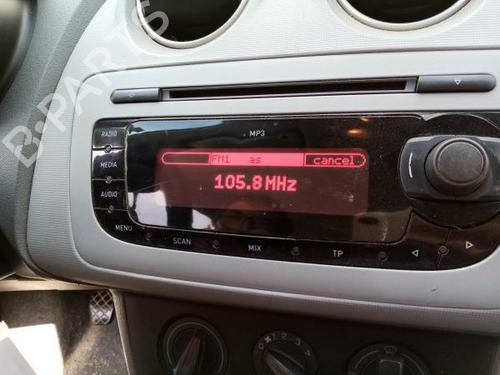 B-PARTS
MP3
RADIO
FM1 as cancel
MEDIA
105.8 MHz
AUDIO
MENU
SCAN MIX TP